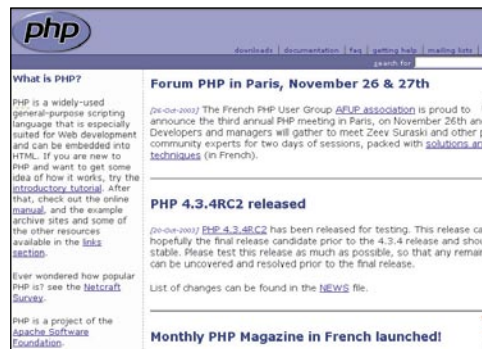 php
downloads | documentation | faq | getting help | mailing lists |
search for
What is PHP?
PHP is a widely-used
general-purpose scripting
language that is especially
suited for Web development
and can be embedded into
HTML. If you are new to
PHP and want to get some
idea of how it works, try the
introductory tutorial. After
that, check out the online
manual, and the example
archive sites and some of
the other resources
available in the links
section.
Ever wondered how popular
PHP is? see the Netcraft
Survey.
PHP is a project of the
Apache Software
Foundation.
Forum PHP in Paris, November 26 & 27th
[26-Oct-2003] The French PHP User Group AFUP association is proud to
announce the third annual PHP meeting in Paris, on November 26th an
Developers and managers will gather to meet Zeev Suraski and other p
community experts for two days of sessions, packed with solutions an
techniques (in French).
PHP 4.3.4RC2 released
[20-Oct-2003] PHP 4.3.4RC2 has been released for testing. This release ca
hopefully the final release candidate prior to the 4.3.4 release and shou
stable. Please test this release as much as possible, so that any remain
can be uncovered and resolved prior to the final release.
List of changes can be found in the NEWS file.
Monthly PHP Magazine in French launched!